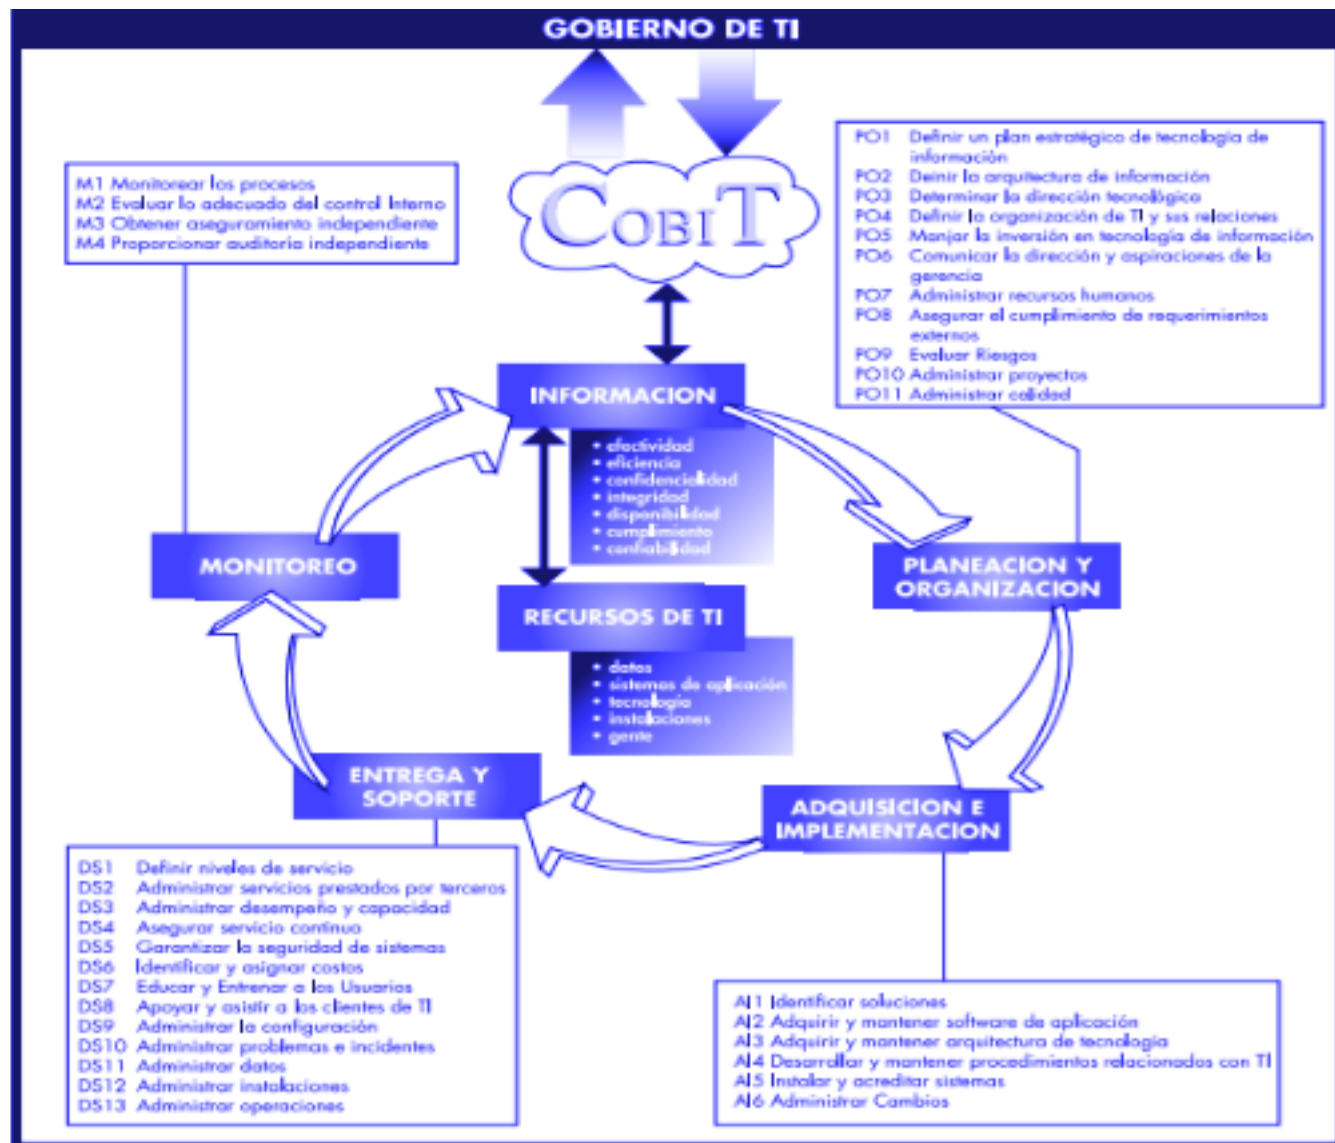 GOBIERNO DE TI
COBIT
M1 Monitorear los procesos
M2 Evaluar lo adecuado del control Interno
M3 Obtener aseguramiento independiente
M4 Proporcionar auditoria independiente
PO1 Definir un plan estratégico de tecnología de
información
PO2 Deinir la arquitectura de información
PO3 Determinar la dirección tecnológica
PO4 Definir la organización de TI y sus relaciones
PO5 Manjar la inversión en tecnología de información
PO6 Comunicar la dirección y aspiraciones de la
gerencia
PO7 Administrar recursos humanos
PO8 Asegurar el cumplimiento de requerimientos
externos
PO9 Evaluar Riesgos
PO10 Administrar proyectos
PO11 Administrar calidad
INFORMACION
• efectividad
• eficiencia
• confidencialidad
• integridad
• disponibilidad
• cumplimiento
• confiabilidad
MONITOREO
PLANEACION Y
ORGANIZACION
RECURSOS DE TI
• datos
• sistemas de aplicación
• tecnología
• instalaciones
• gente
ENTREGA Y
SOPORTE
ADQUISICION E
IMPLEMENTACION
DS1 Definir niveles de servicio
DS2 Administrar servicios prestados por terceros
DS3 Administrar desempeño y capacidad
DS4 Asegurar servicio continuo
DS5 Garantizar la seguridad de sistemas
DS6 Identificar y asignar costos
DS7 Educar y Entrenar a los Usuarios
DS8 Apoyar y asistir a los clientes de TI
DS9 Administrar la configuración
DS10 Administrar problemas e incidentes
DS11 Administrar datos
DS12 Administrar instalaciones
DS13 Administrar operaciones
AI1 Identificar soluciones
AI2 Adquirir y mantener software de aplicación
AI3 Adquirir y mantener arquitectura de tecnología
AI4 Desarrollar y mantener procedimientos relacionados con TI
AI5 Instalar y acreditar sistemas
AI6 Administrar Cambios